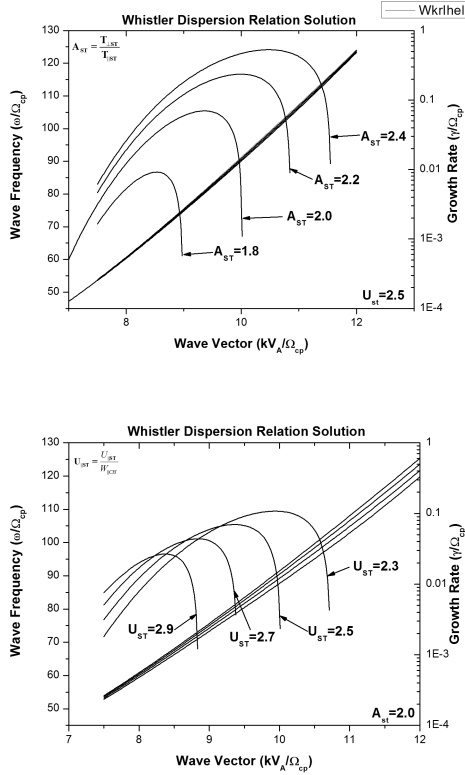 Wkrlhel
Whistler Dispersion Relation Solution
A_ST = T_⊥ST / T_||ST
130
120
110
100
90
80
70
60
50
Wave Frequency (ω/Ω_cp)
1
0.1
0.01
1E-3
1E-4
Growth Rate (γ/Ω_cp)
A_ST=2.4
A_ST=2.2
A_ST=2.0
A_ST=1.8
U_st=2.5
8 10 12
Wave Vector (kV_A/Ω_cp)
Whistler Dispersion Relation Solution
U_||ST = U_||ST / W_||CH
130
120
110
100
90
80
70
60
50
Wave Frequency (ω/Ω_cp)
1
0.1
0.01
1E-3
1E-4
Growth Rate (γ/Ω_cp)
U_ST=2.3
U_ST=2.9
U_ST=2.7
U_ST=2.5
A_st=2.0
7 8 9 10 11 12
Wave Vector (kV_A/Ω_cp)